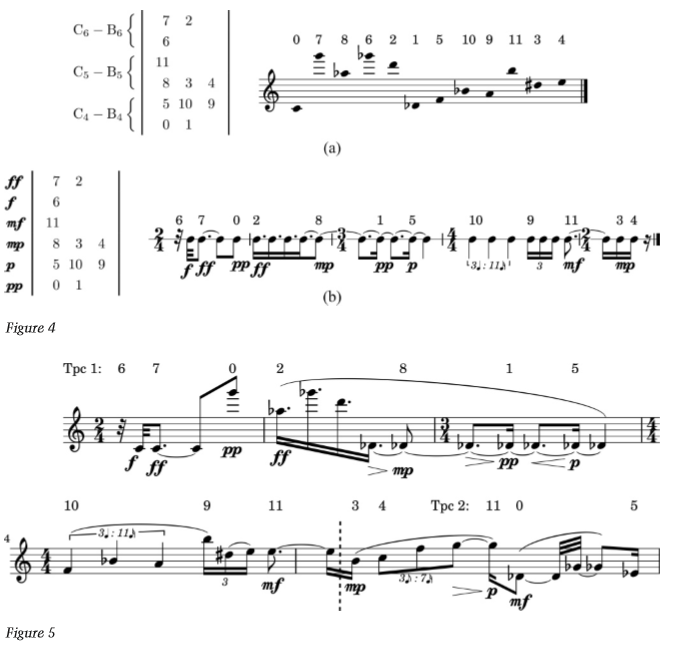 C₆ – B₆ { 7 2
6
C₅ – B₅ { 11
8 3 4
C₄ – B₄ { 5 10 9
0 1
0 7 8 6 2 1 5 10 9 11 3 4
(a)
ff 7 2
f 6
mf 11
mp 8 3 4
p 5 10 9
pp 0 1
6 7 0 2 8 1 5 10 9 11 3 4
2/4 3/4 4/4 2/4
3♩. : 11♪ 3
f ff pp ff mp pp p mf mp
(b)
Figure 4
Tpc 1: 6 7 0 2 8 1 5
2/4 3/4 4/4
f ff pp ff > mp > pp < p
10 9 11 3 4 Tpc 2: 11 0 5
4
4/4
3♩. : 11♪ 3 3♩. : 7♪
mf mp > p mf
Figure 5